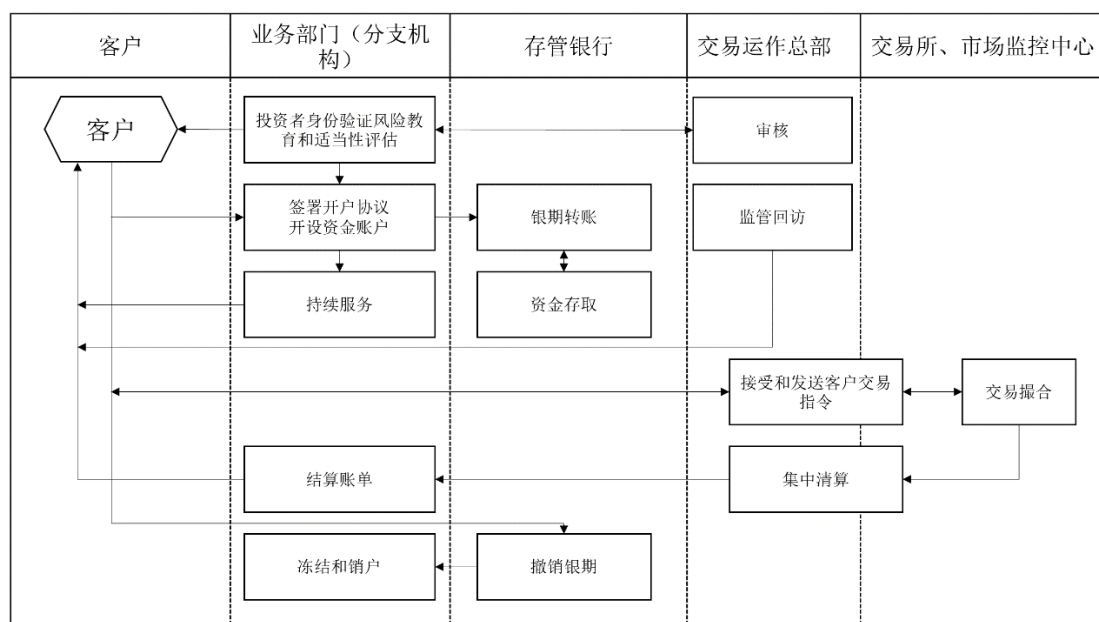 客户
业务部门（分支机
构）
存管银行
交易运作总部
交易所、市场监控中心
客户
投资者身份验证风险教
育和适当性评估
审核
签署开户协议
开设资金账户
银期转账
监管回访
持续服务
资金存取
接受和发送客户交易
指令
交易撮合
结算账单
集中清算
冻结和销户
撤销银期